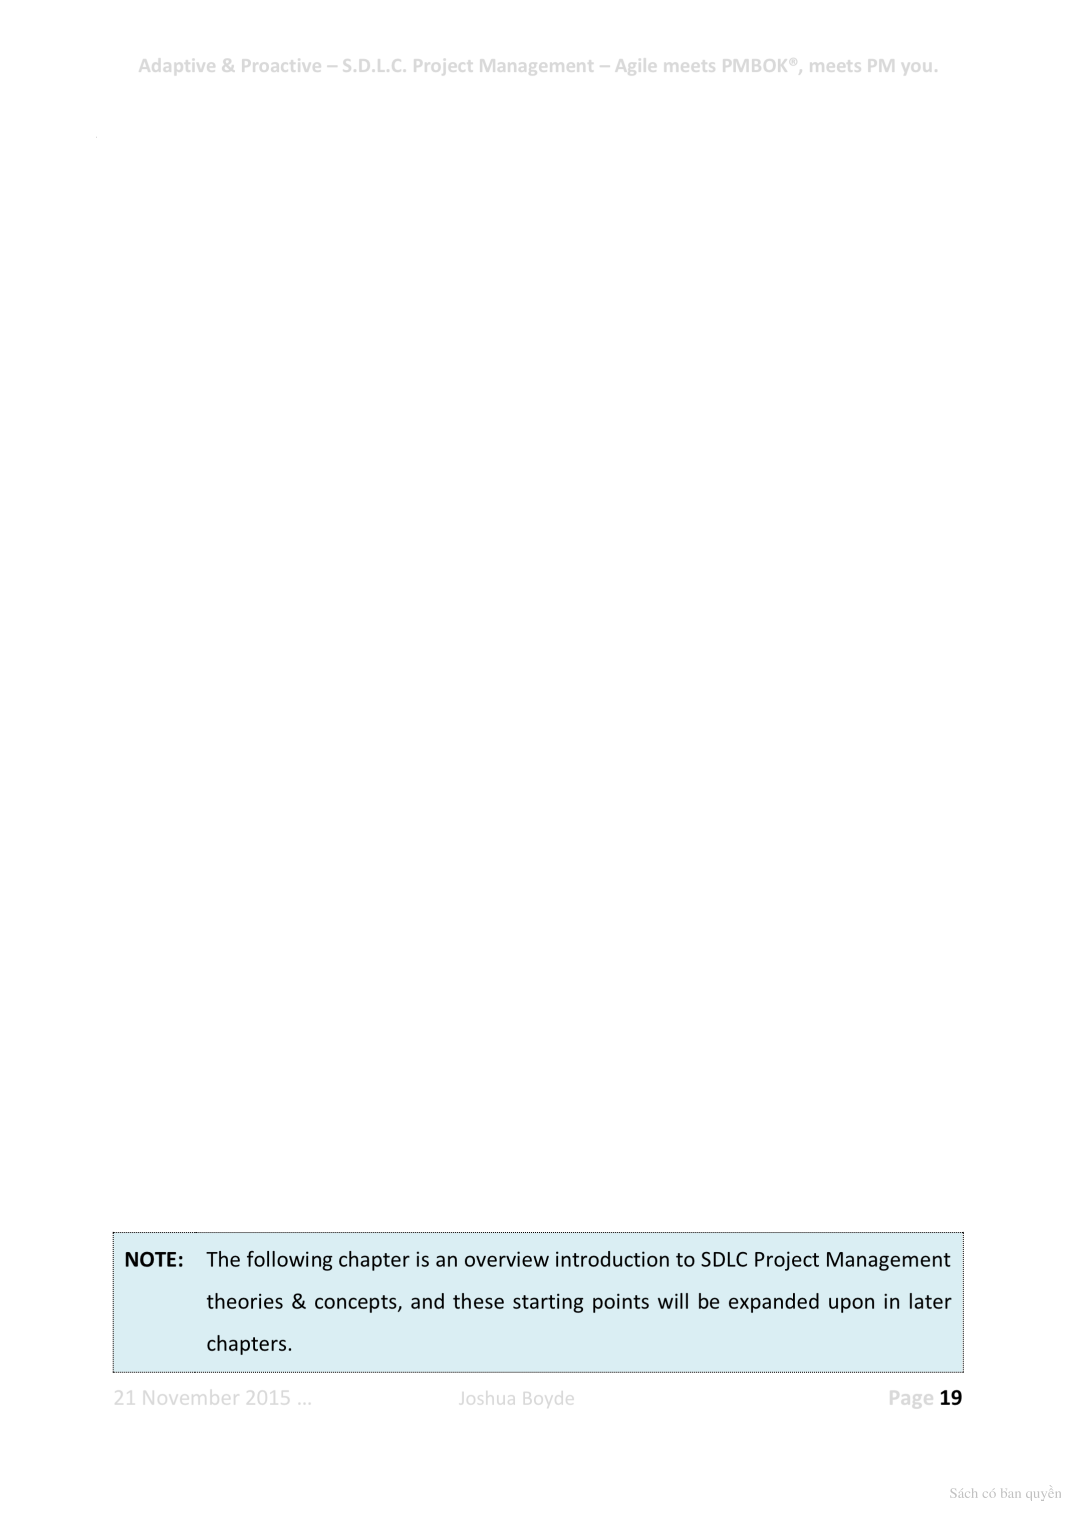 Adaptive & Proactive – S.D.L.C. Project Management – Agile meets PMBOK®, meets PM you.
NOTE: The following chapter is an overview introduction to SDLC Project Management
theories & concepts, and these starting points will be expanded upon in later
chapters.
21 November 2015 ... Joshua Boyde Page 19
Sách có bản quyền